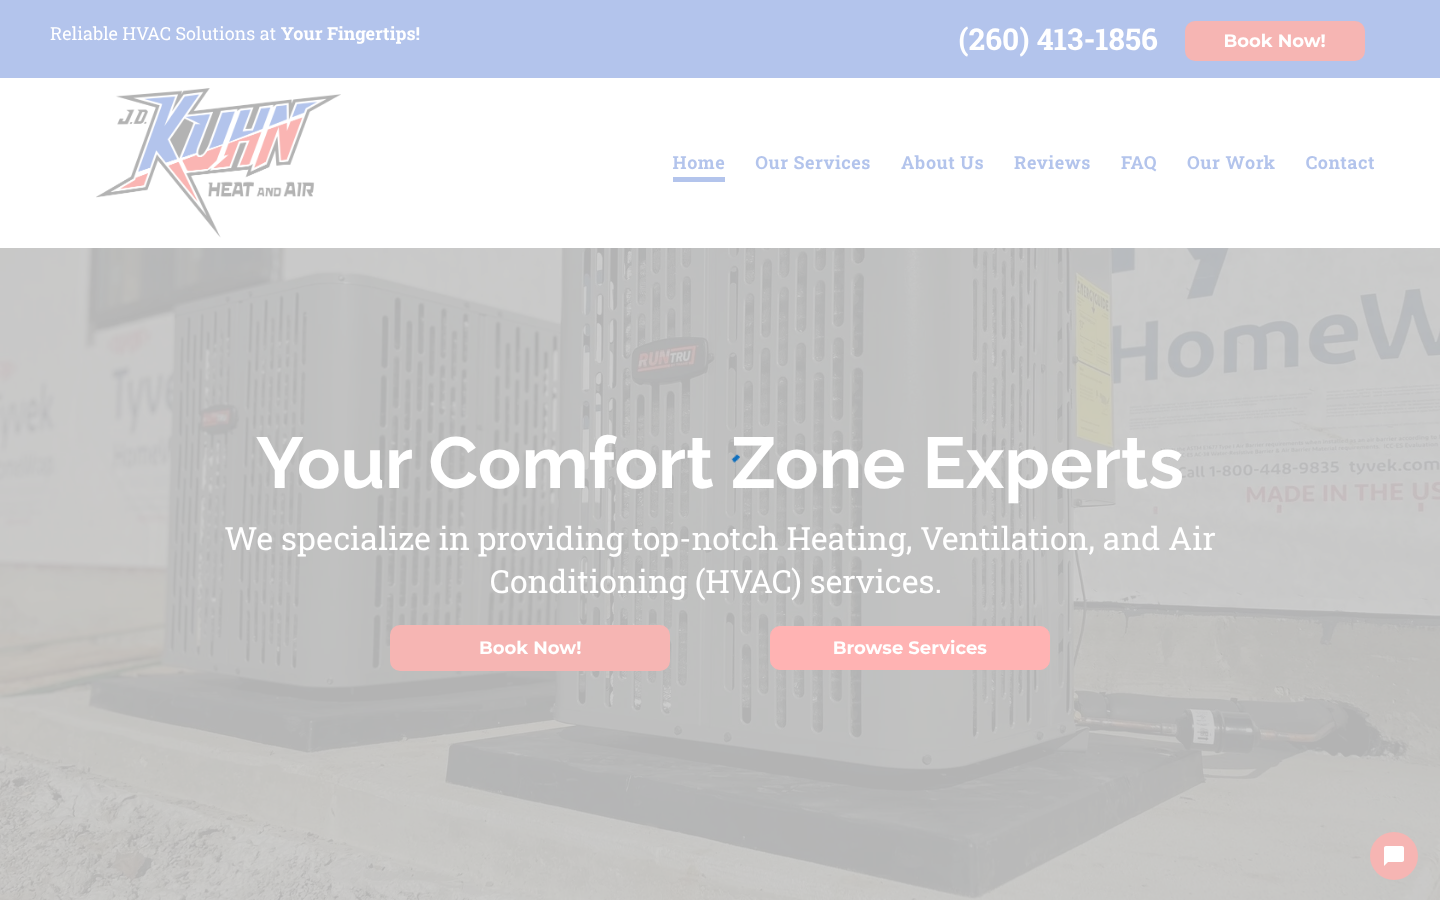 Reliable HVAC Solutions at Your Fingertips!
(260) 413-1856
Book Now!
J.D. KUHN
HEAT AND AIR
Home
Our Services
About Us
Reviews
FAQ
Our Work
Contact
ENERGYGUIDE
RUNTRU
Tyvek
HomeW
Call 1-800-448-9835 tyvek.com
MADE IN THE US
Your Comfort Zone Experts
We specialize in providing top-notch Heating, Ventilation, and Air
Conditioning (HVAC) services.
Book Now!
Browse Services